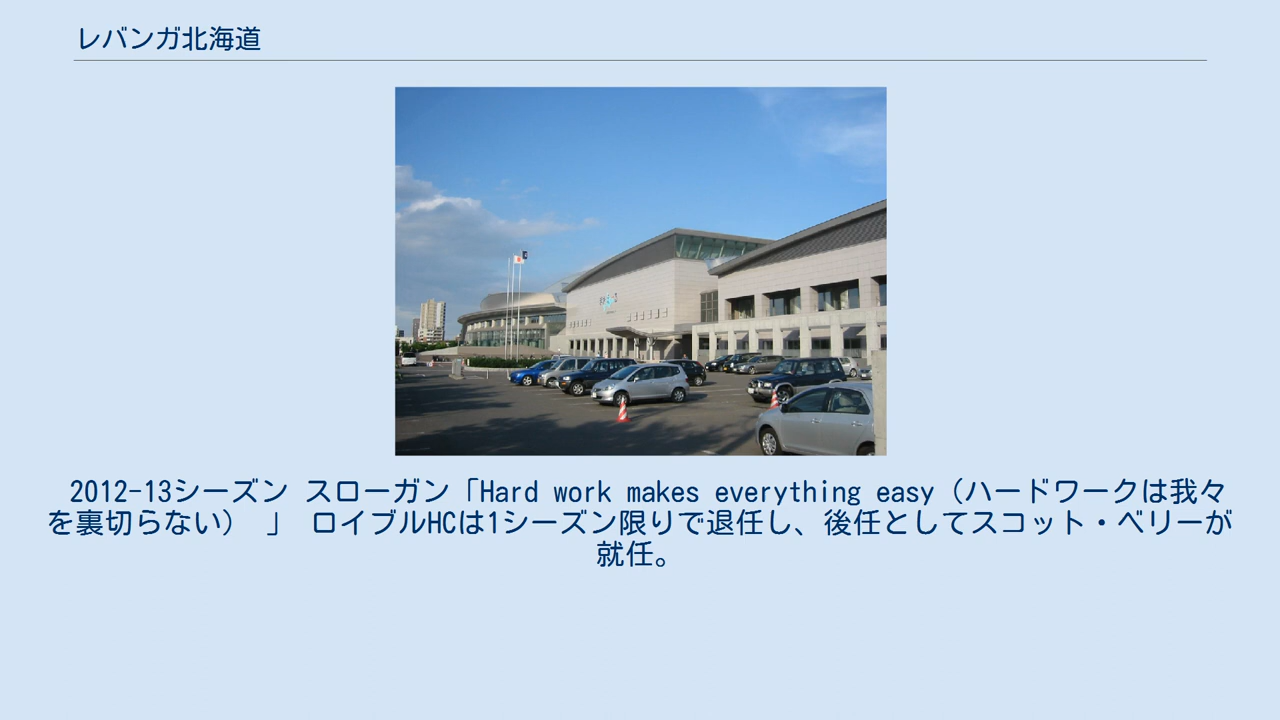 レバンガ北海道
2012-13シーズン スローガン「Hard work makes everything easy（ハードワークは我々
を裏切らない） 」 ロイブルHCは1シーズン限りで退任し、後任としてスコット・ベリーが
就任。